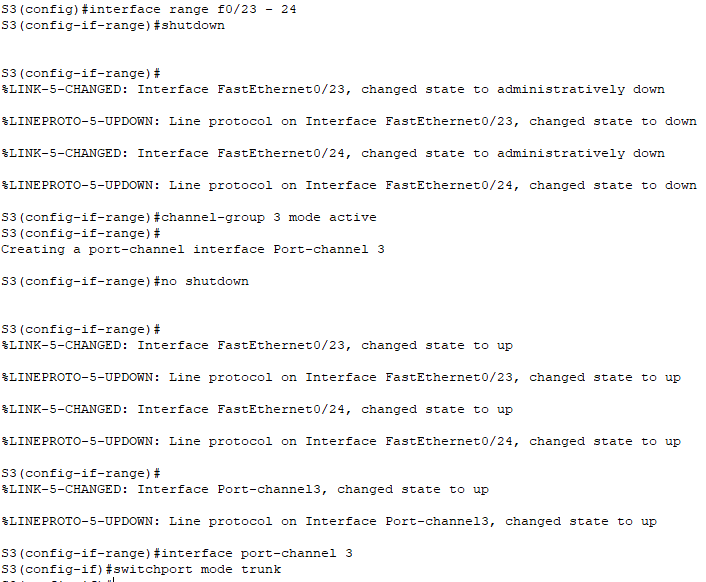 S3(config)#interface range f0/23 - 24
S3(config-if-range)#shutdown
S3(config-if-range)#
%LINK-5-CHANGED: Interface FastEthernet0/23, changed state to administratively down
%LINEPROTO-5-UPDOWN: Line protocol on Interface FastEthernet0/23, changed state to down
%LINK-5-CHANGED: Interface FastEthernet0/24, changed state to administratively down
%LINEPROTO-5-UPDOWN: Line protocol on Interface FastEthernet0/24, changed state to down
S3(config-if-range)#channel-group 3 mode active
S3(config-if-range)#
Creating a port-channel interface Port-channel 3
S3(config-if-range)#no shutdown
S3(config-if-range)#
%LINK-5-CHANGED: Interface FastEthernet0/23, changed state to up
%LINEPROTO-5-UPDOWN: Line protocol on Interface FastEthernet0/23, changed state to up
%LINK-5-CHANGED: Interface FastEthernet0/24, changed state to up
%LINEPROTO-5-UPDOWN: Line protocol on Interface FastEthernet0/24, changed state to up
S3(config-if-range)#
%LINK-5-CHANGED: Interface Port-channel3, changed state to up
%LINEPROTO-5-UPDOWN: Line protocol on Interface Port-channel3, changed state to up
S3(config-if-range)#interface port-channel 3
S3(config-if)#switchport mode trunk